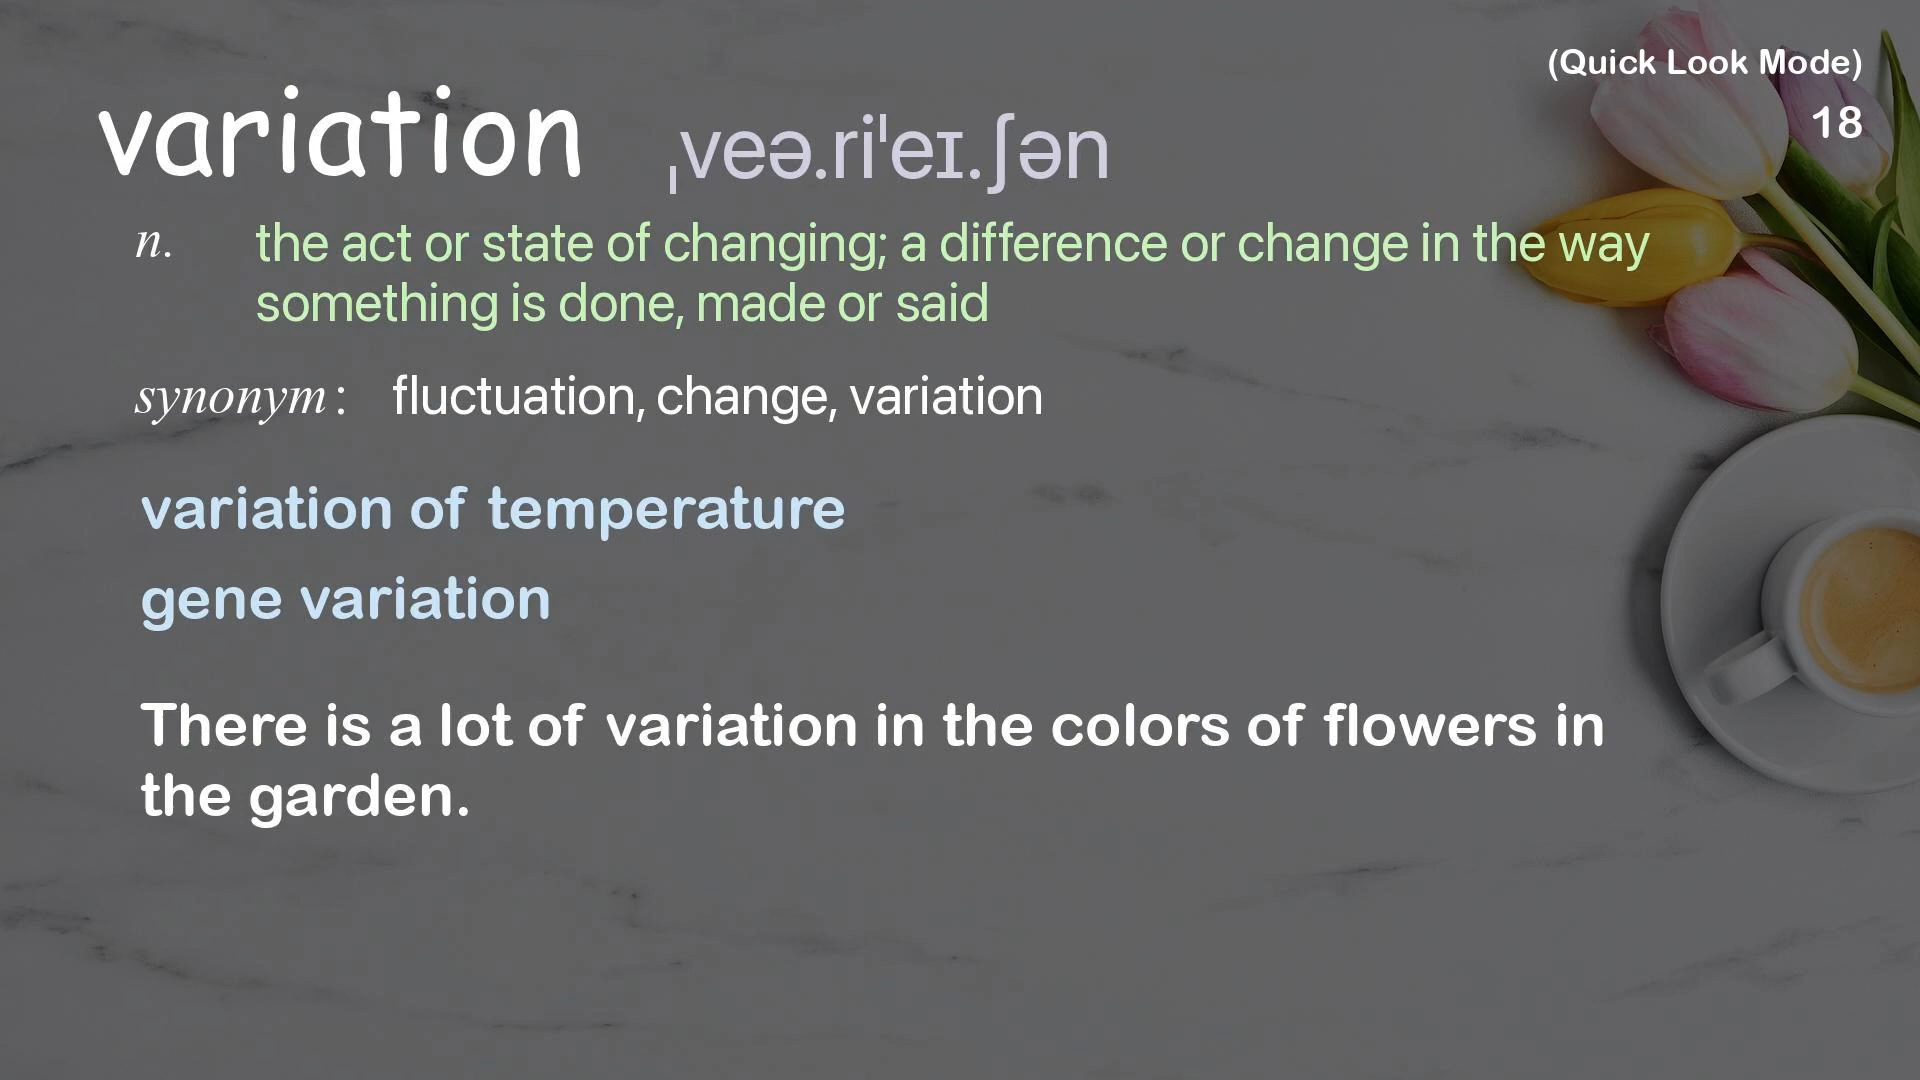 (Quick Look Mode)
18
variation ˌveə.riˈeɪ.ʃən
n. the act or state of changing; a difference or change in the way
something is done, made or said
synonym: fluctuation, change, variation
variation of temperature
gene variation
There is a lot of variation in the colors of flowers in
the garden.